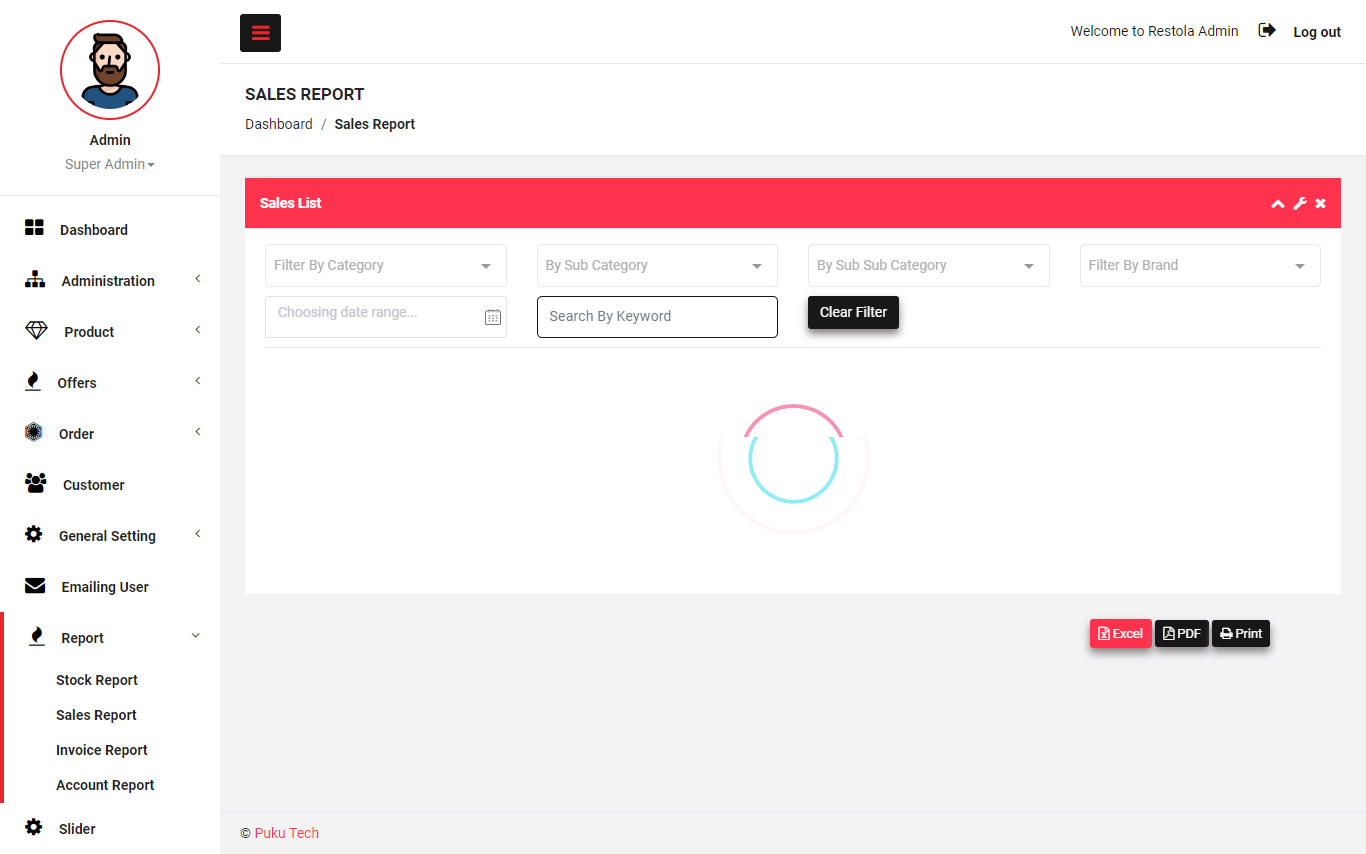 Welcome to Restola Admin
Log out
Admin
Super Admin
SALES REPORT
Dashboard / Sales Report
Dashboard
Administration
Product
Offers
Order
Customer
General Setting
Emailing User
Report
Stock Report
Sales Report
Invoice Report
Account Report
Slider
Sales List
Filter By Category
By Sub Category
By Sub Sub Category
Filter By Brand
Choosing date range...
Search By Keyword
Clear Filter
Excel
PDF
Print
© Puku Tech